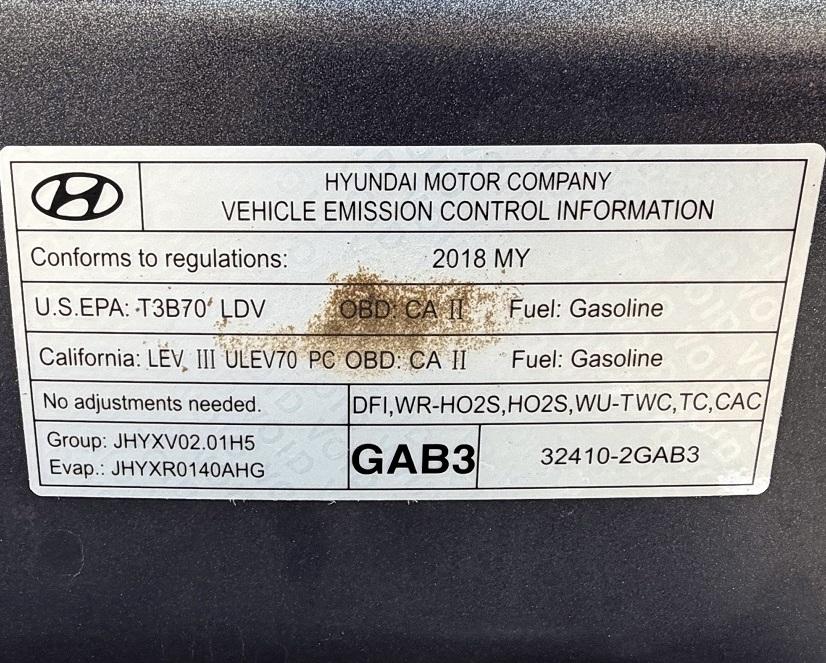 HYUNDAI MOTOR COMPANY
VEHICLE EMISSION CONTROL INFORMATION
Conforms to regulations: 2018 MY
U.S.EPA: T3B70 LDV OBD: CA II Fuel: Gasoline
California: LEV III ULEV70 PC OBD: CA II Fuel: Gasoline
No adjustments needed. DFI,WR-HO2S,HO2S,WU-TWC,TC,CAC
Group: JHYXV02.01H5
Evap.: JHYXR0140AHG
GAB3 32410-2GAB3